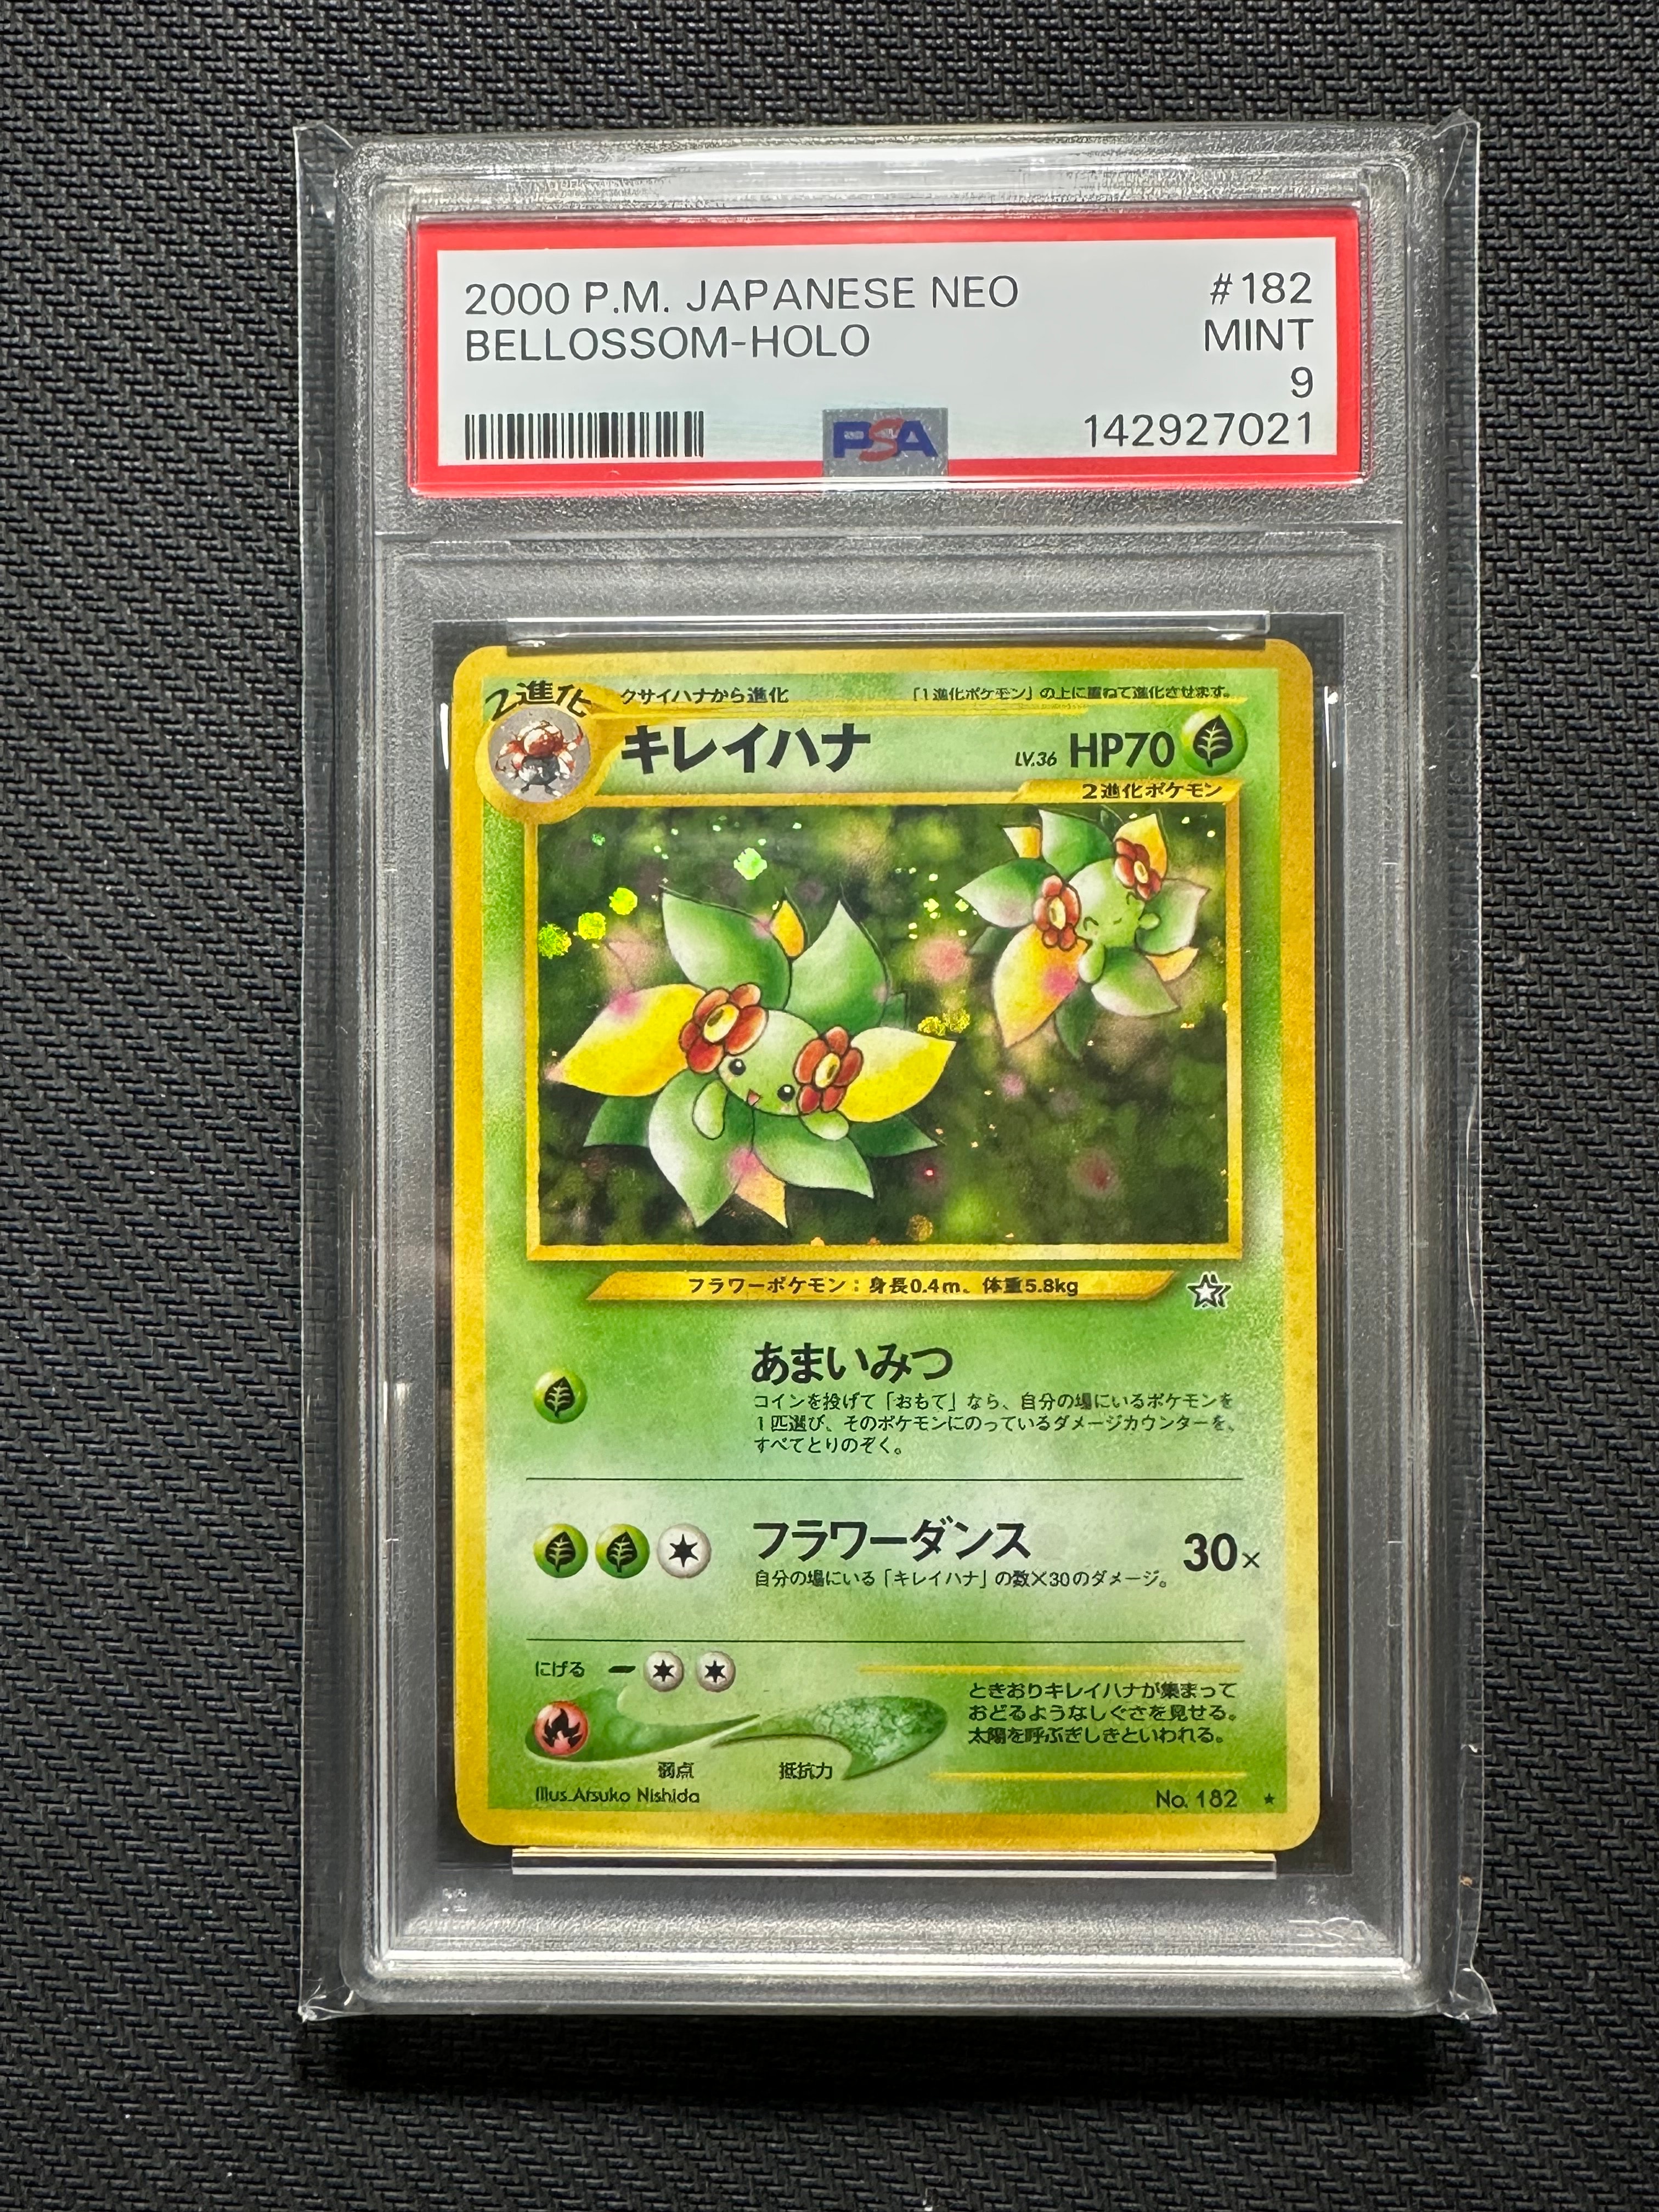 2000 P.M. JAPANESE NEO #182
BELLOSSOM-HOLO MINT
9
PSA 142927021
2進化 クサイハナから進化 「1進化ポケモン」の上に重ねて進化させます。
キレイハナ LV.36 HP70
2進化ポケモン
フラワーポケモン：身長0.4m、体重5.8kg
あまいみつ
コインを投げて「おもて」なら、自分の場にいるポケモンを
1匹選び、そのポケモンにのっているダメージカウンターを、
すべてとりのぞく。
フラワーダンス 30×
自分の場にいる「キレイハナ」の数×30のダメージ。
にげる
ときおりキレイハナが集まって
おどるようなしぐさを見せる。
太陽を呼ぶぎしきといわれる。
弱点 抵抗力
Illus. Atsuko Nishida No. 182 ★